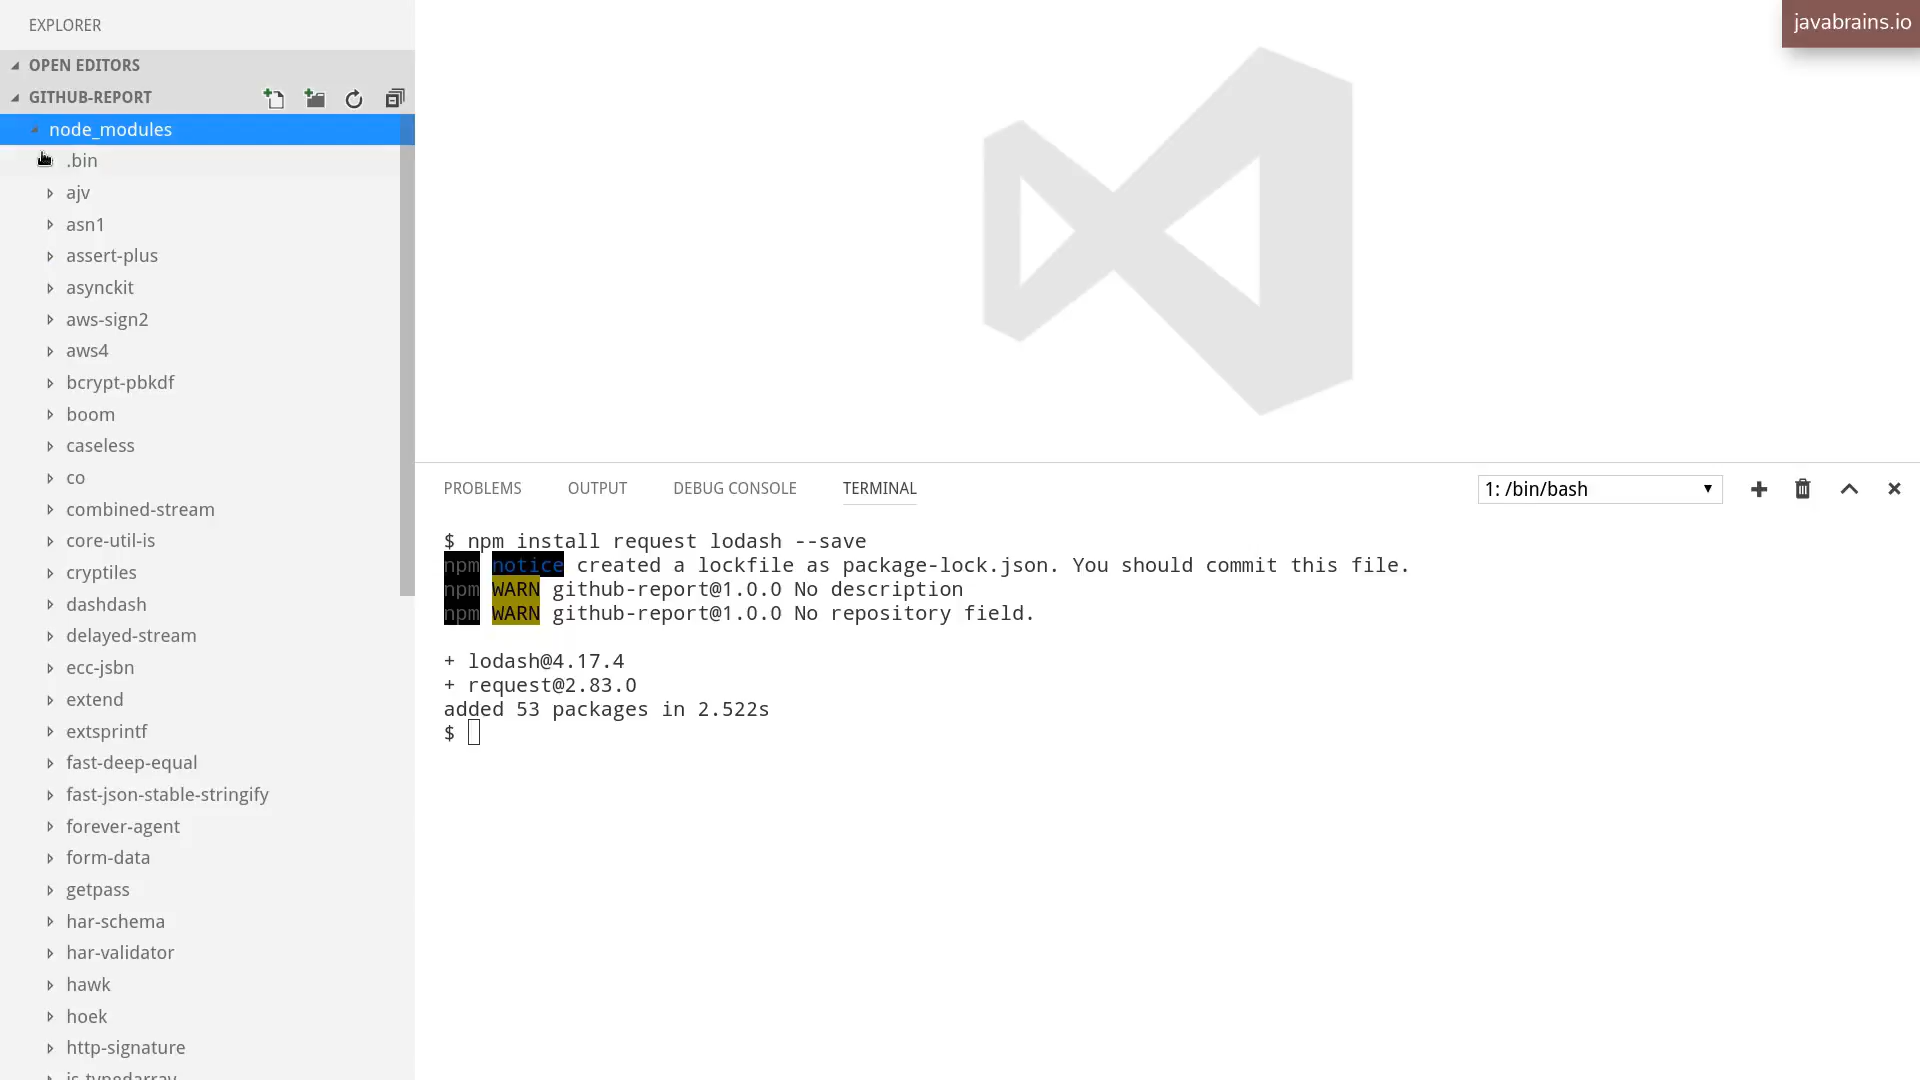 EXPLORER
OPEN EDITORS
GITHUB-REPORT
node_modules
.bin
ajv
asn1
assert-plus
asynckit
aws-sign2
aws4
bcrypt-pbkdf
boom
caseless
co
combined-stream
core-util-is
cryptiles
dashdash
delayed-stream
ecc-jsbn
extend
extsprintf
fast-deep-equal
fast-json-stable-stringify
forever-agent
form-data
getpass
har-schema
har-validator
hawk
hoek
http-signature
is-typedarray
javabrains.io
PROBLEMS OUTPUT DEBUG CONSOLE TERMINAL 1: /bin/bash
$ npm install request lodash --save
npm notice created a lockfile as package-lock.json. You should commit this file.
npm WARN github-report@1.0.0 No description
npm WARN github-report@1.0.0 No repository field.
+ lodash@4.17.4
+ request@2.83.0
added 53 packages in 2.522s
$